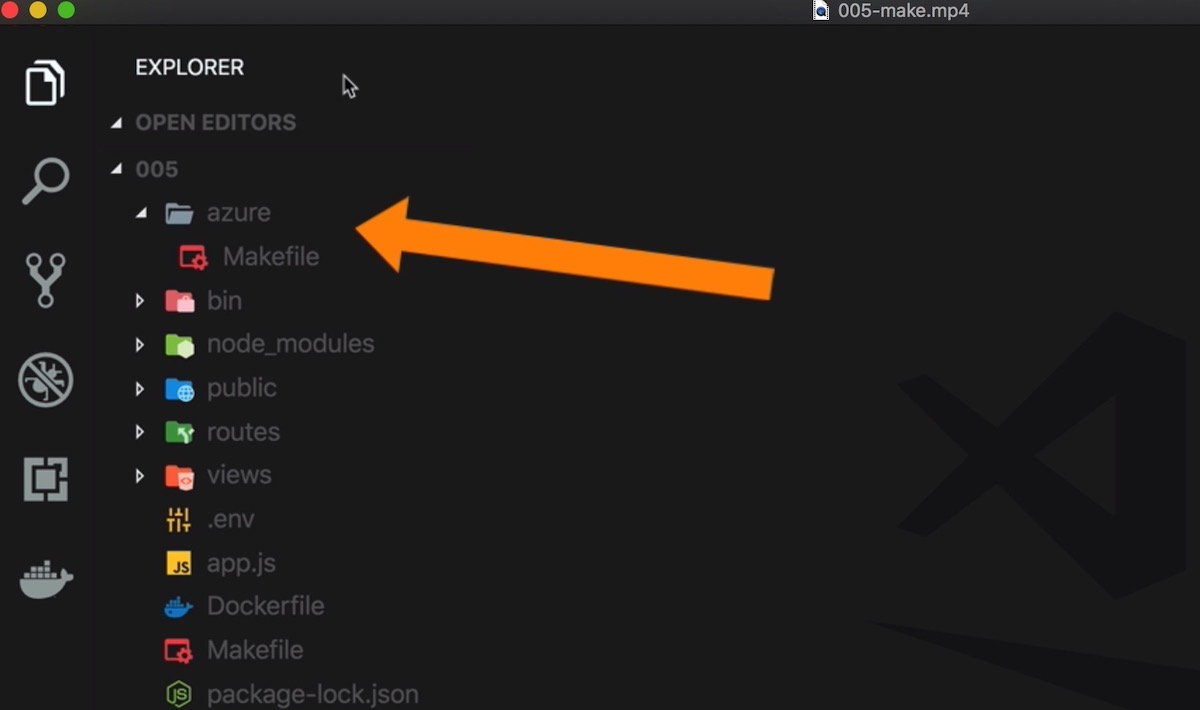 005-make.mp4
EXPLORER
OPEN EDITORS
005
azure
Makefile
bin
node_modules
public
routes
views
.env
app.js
Dockerfile
Makefile
package-lock.json